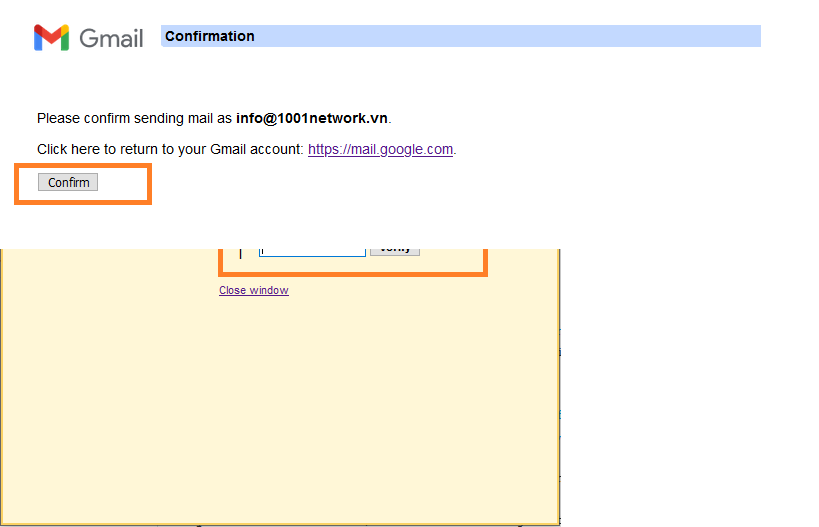 Gmail
Confirmation
Please confirm sending mail as info@1001network.vn.
Click here to return to your Gmail account: https://mail.google.com.
Confirm
Verify
Close window